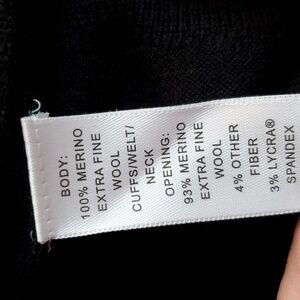 BODY:
100% MERINO
EXTRA FINE
WOOL
CUFFS/WELT/
NECK
OPENING:
93% MERINO
EXTRA FINE
WOOL
4% OTHER
FIBER
3% LYCRA®
SPANDEX